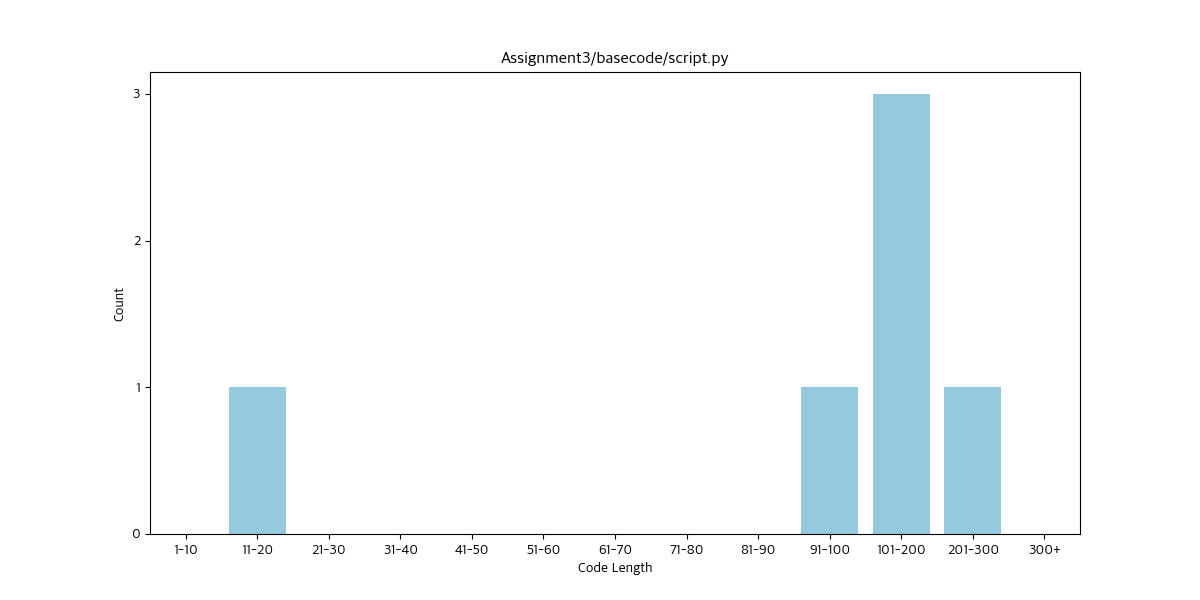 Assignment3/basecode/script.py
3
2
1
0
Count
1-10 11-20 21-30 31-40 41-50 51-60 61-70 71-80 81-90 91-100 101-200 201-300 300+
Code Length